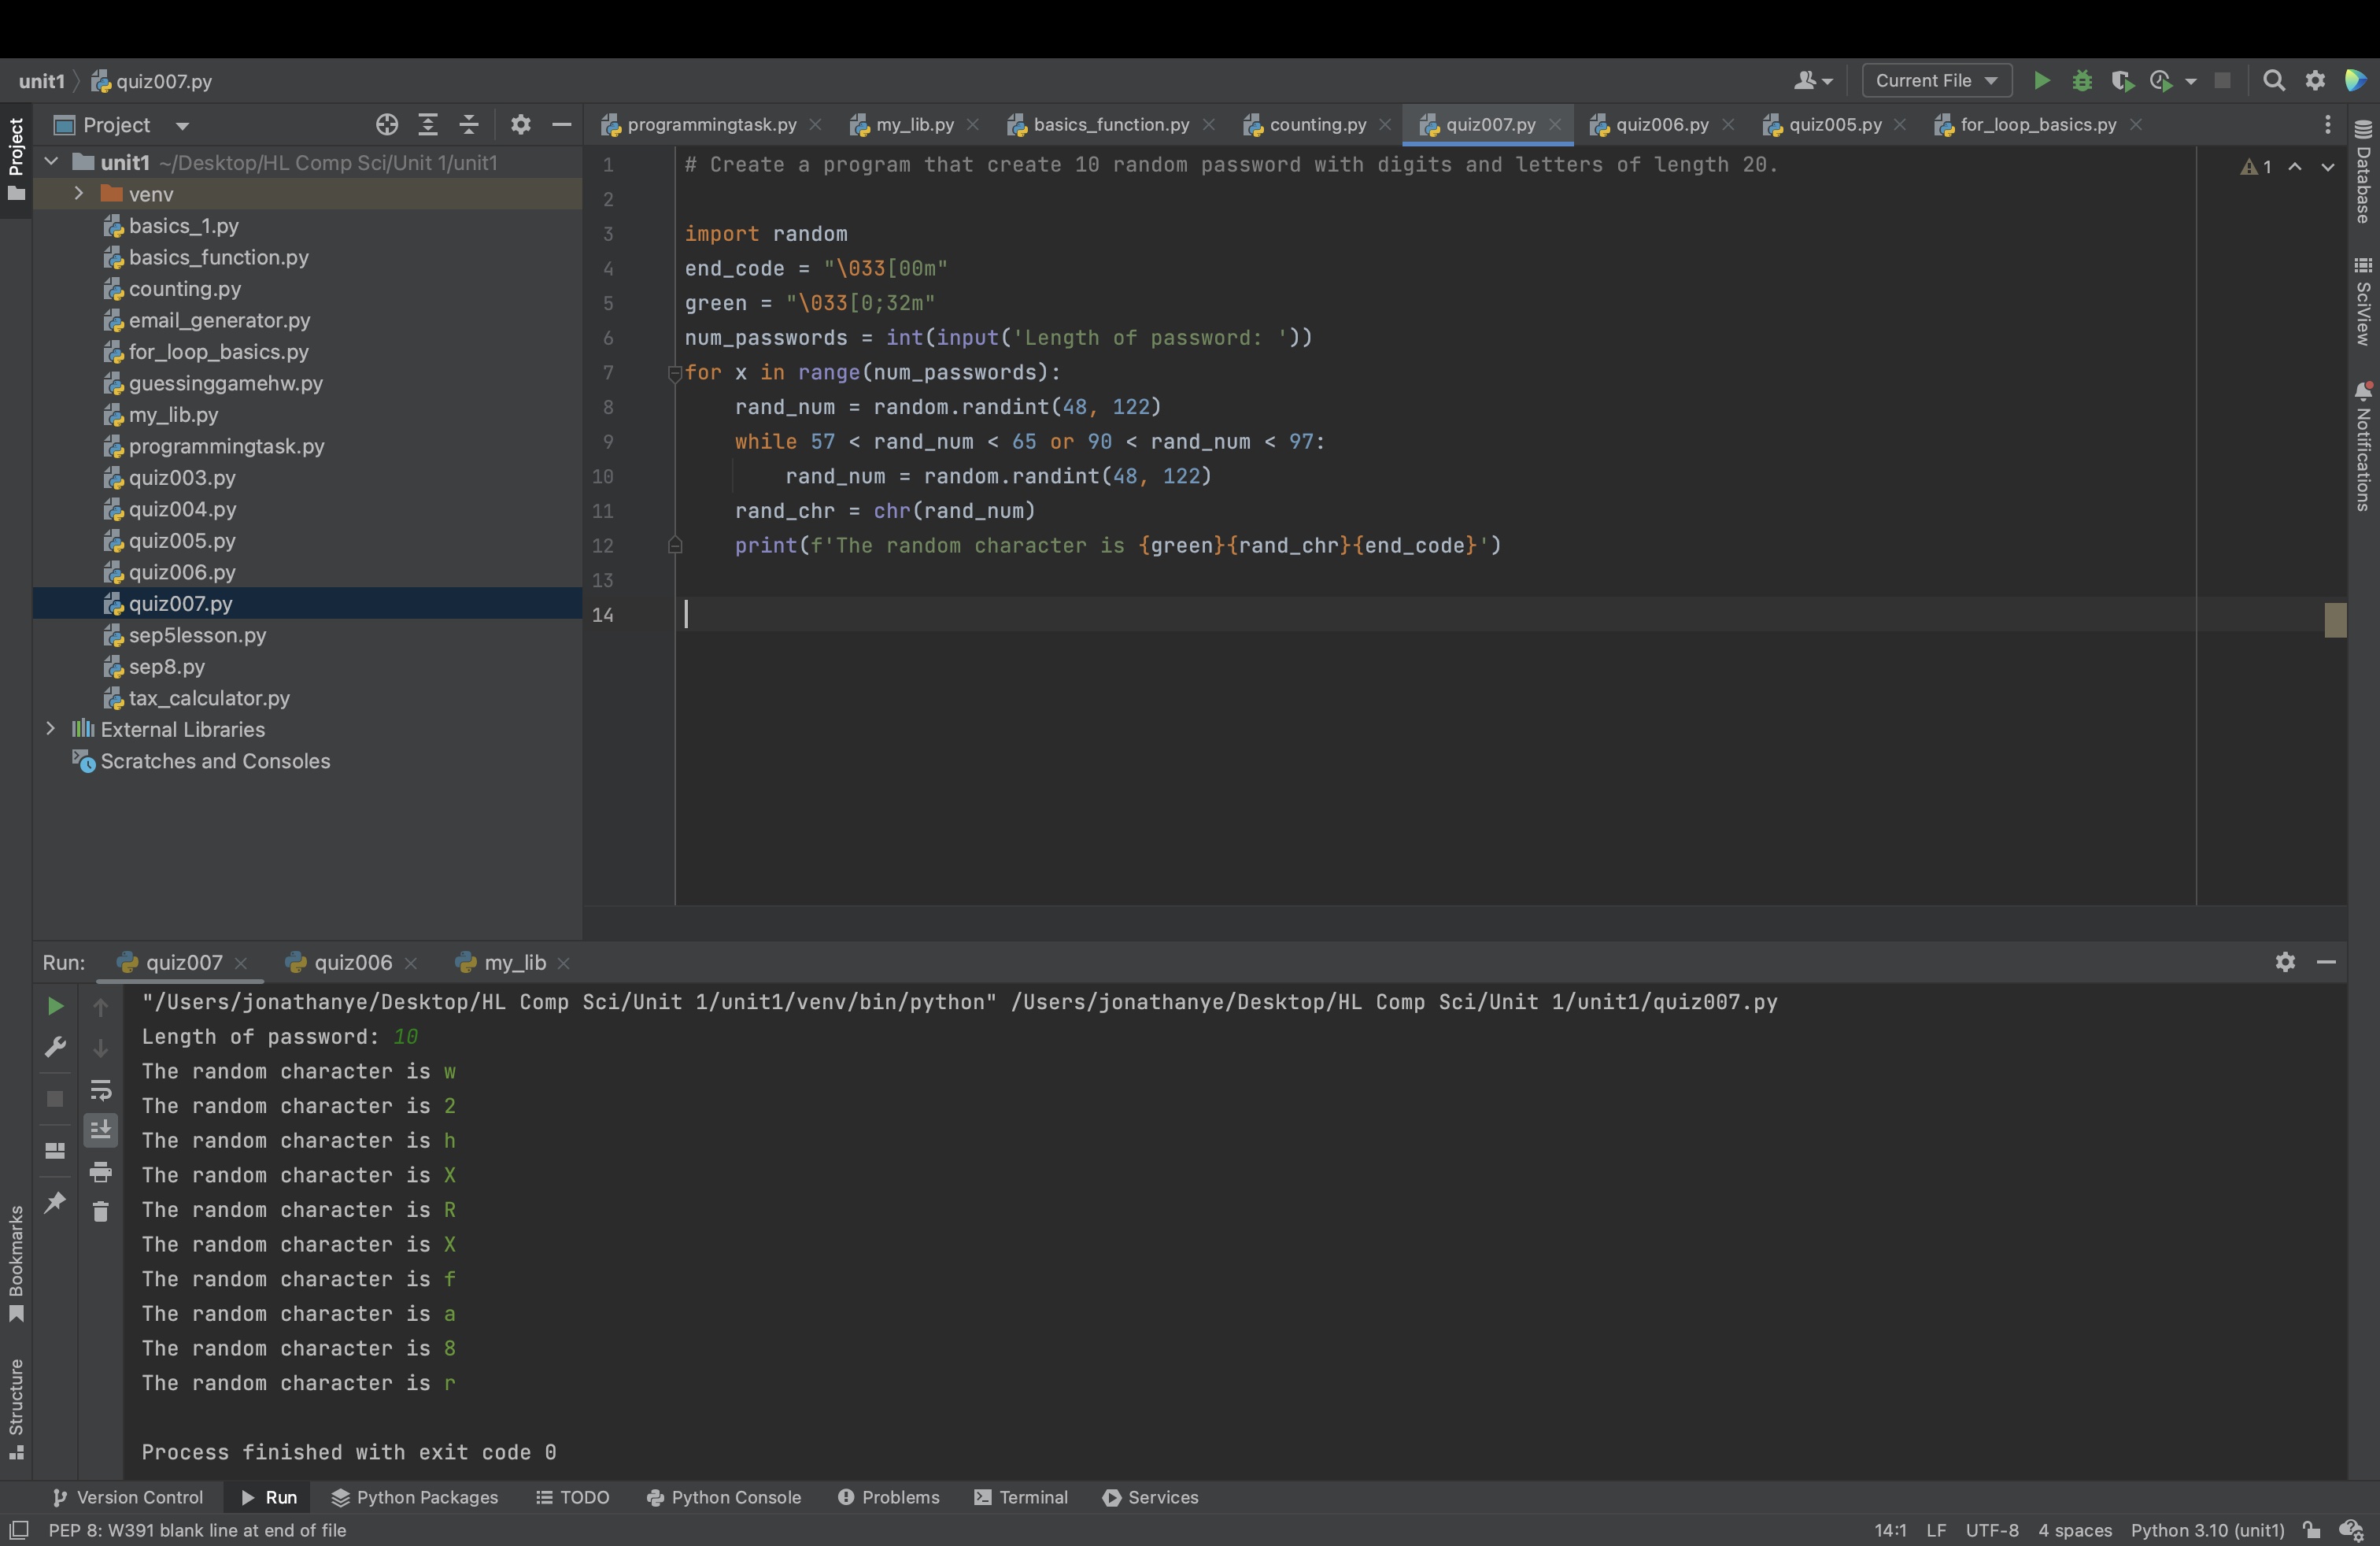 unit1 quiz007.py
Current File
Project
programmingtask.py my_lib.py basics_function.py counting.py quiz007.py quiz006.py quiz005.py for_loop_basics.py
Project
unit1 ~/Desktop/HL Comp Sci/Unit 1/unit1
venv
basics_1.py
basics_function.py
counting.py
email_generator.py
for_loop_basics.py
guessinggamehw.py
my_lib.py
programmingtask.py
quiz003.py
quiz004.py
quiz005.py
quiz006.py
quiz007.py
sep5lesson.py
sep8.py
tax_calculator.py
External Libraries
Scratches and Consoles
1 # Create a program that create 10 random password with digits and letters of length 20.
2
3 import random
4 end_code = "\033[00m"
5 green = "\033[0;32m"
6 num_passwords = int(input('Length of password: '))
7 for x in range(num_passwords):
8     rand_num = random.randint(48, 122)
9     while 57 < rand_num < 65 or 90 < rand_num < 97:
10         rand_num = random.randint(48, 122)
11     rand_chr = chr(rand_num)
12     print(f'The random character is {green}{rand_chr}{end_code}')
13
14
1
Database
SciView
Notifications
Run: quiz007 quiz006 my_lib
"/Users/jonathanye/Desktop/HL Comp Sci/Unit 1/unit1/venv/bin/python" /Users/jonathanye/Desktop/HL Comp Sci/Unit 1/unit1/quiz007.py
Length of password: 10
The random character is w
The random character is 2
The random character is h
The random character is X
The random character is R
The random character is X
The random character is f
The random character is a
The random character is 8
The random character is r
Process finished with exit code 0
Bookmarks
Structure
Version Control Run Python Packages TODO Python Console Problems Terminal Services
PEP 8: W391 blank line at end of file
14:1 LF UTF-8 4 spaces Python 3.10 (unit1)